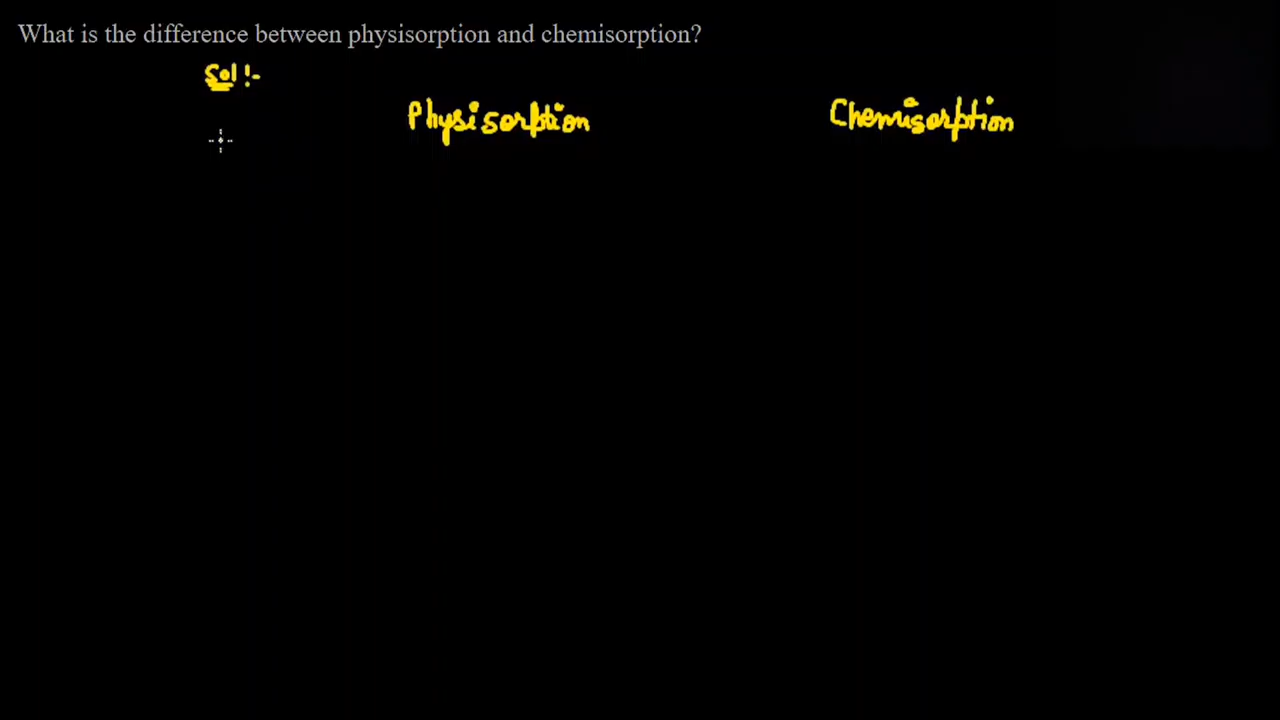 What is the difference between physisorption and chemisorption?
Sol :-
Physisorption Chemisorption